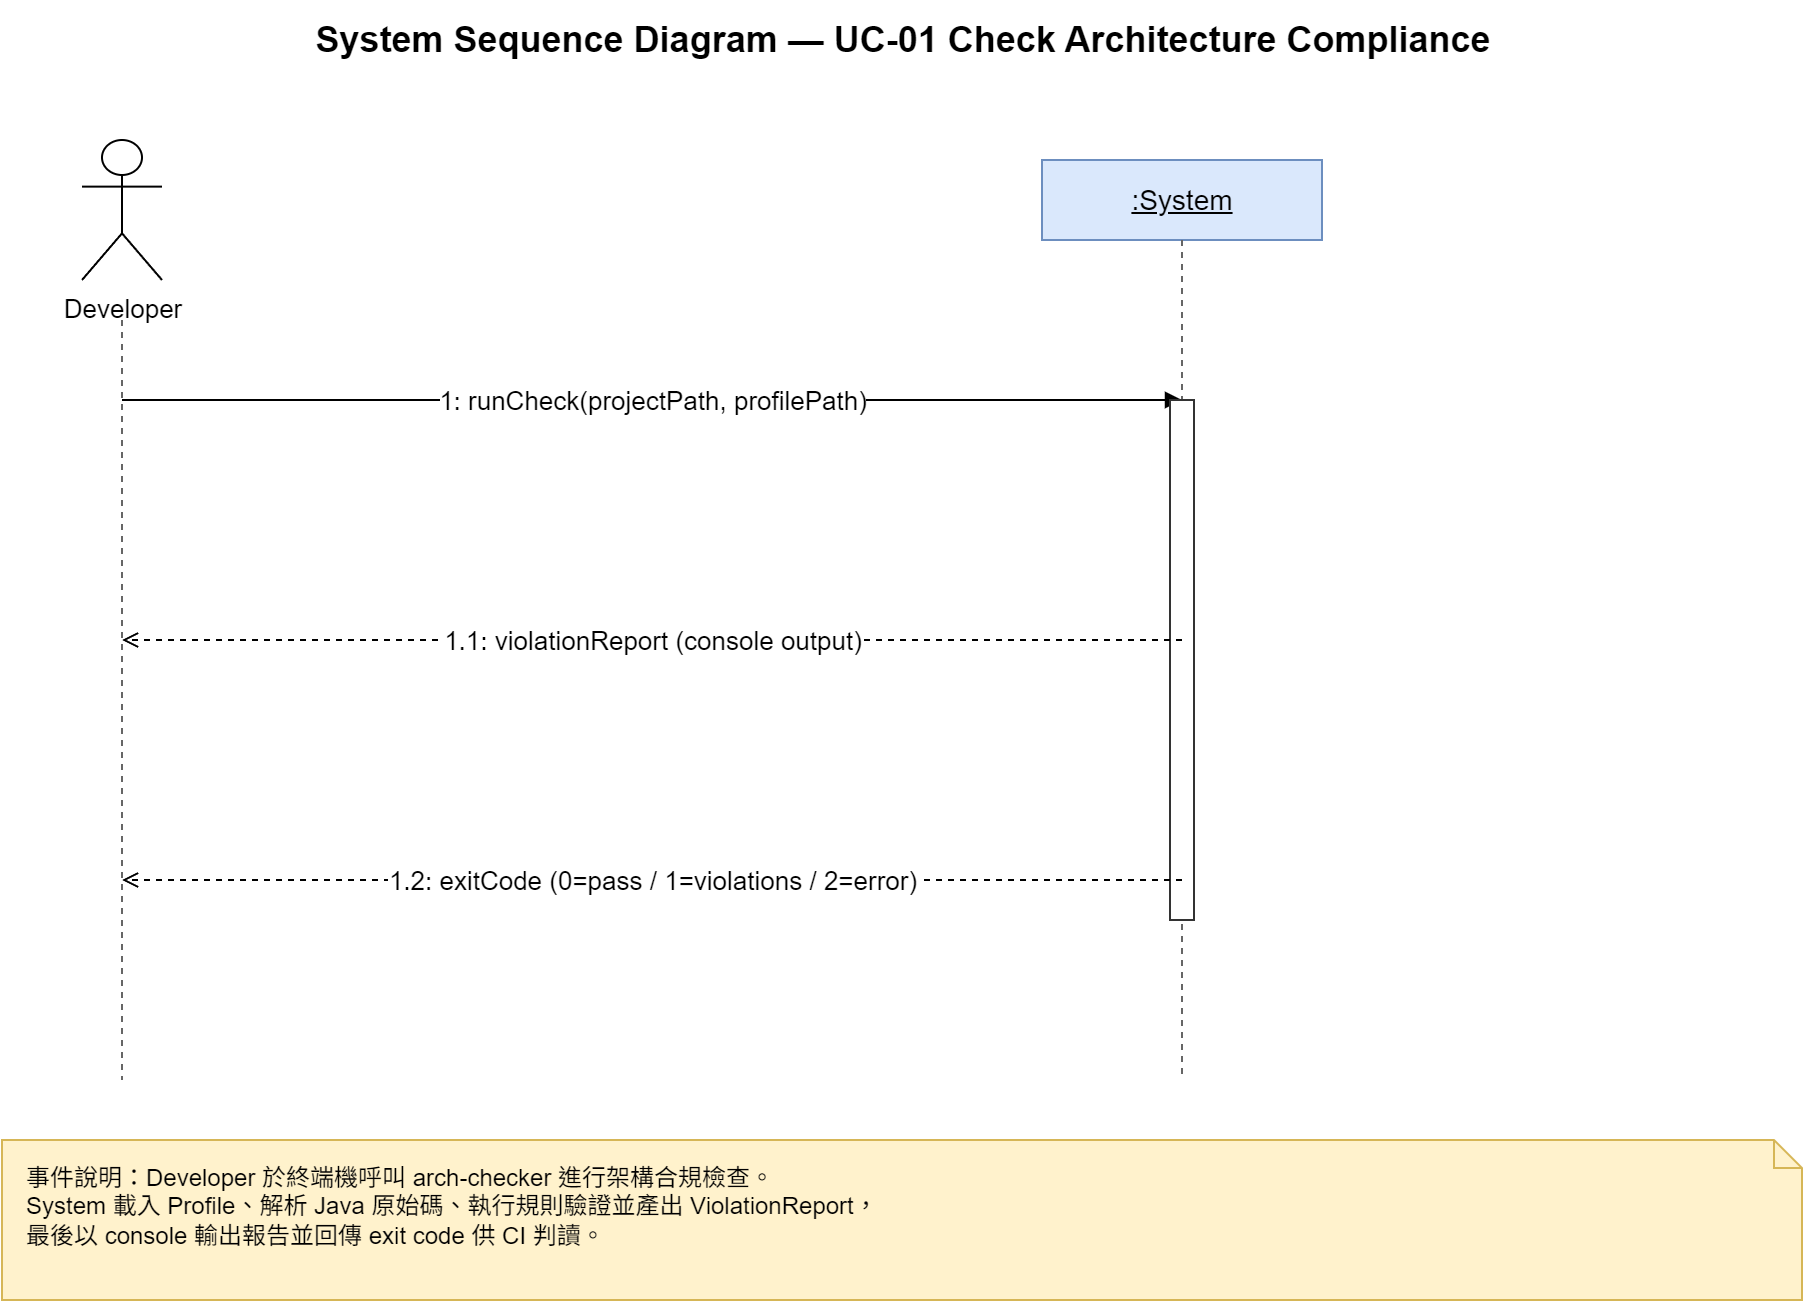 System Sequence Diagram — UC-01 Check Architecture Compliance
:System
Developer
1: runCheck(projectPath, profilePath)
1.1: violationReport (console output)
1.2: exitCode (0=pass / 1=violations / 2=error)
事件說明：Developer 於終端機呼叫 arch-checker 進行架構合規檢查。
System 載入 Profile、解析 Java 原始碼、執行規則驗證並產出 ViolationReport，
最後以 console 輸出報告並回傳 exit code 供 CI 判讀。